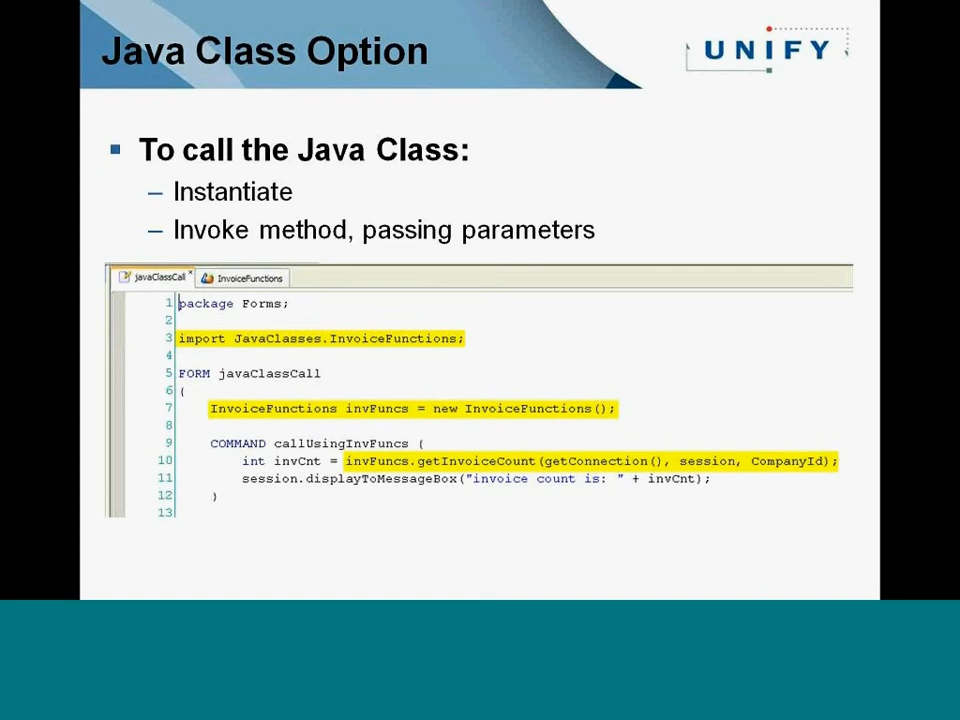 Java Class Option
UNIFY
To call the Java Class:
– Instantiate
– Invoke method, passing parameters
javaClassCall InvoiceFunctions
1 package Forms;
2
3 import JavaClasses.InvoiceFunctions;
4
5 FORM javaClassCall
6 {
7 InvoiceFunctions invFuncs = new InvoiceFunctions();
8
9 COMMAND callUsingInvFuncs {
10 int invCnt = invFuncs.getInvoiceCount(getConnection(), session, CompanyId);
11 session.displayToMessageBox("invoice count is: " + invCnt);
12 }
13